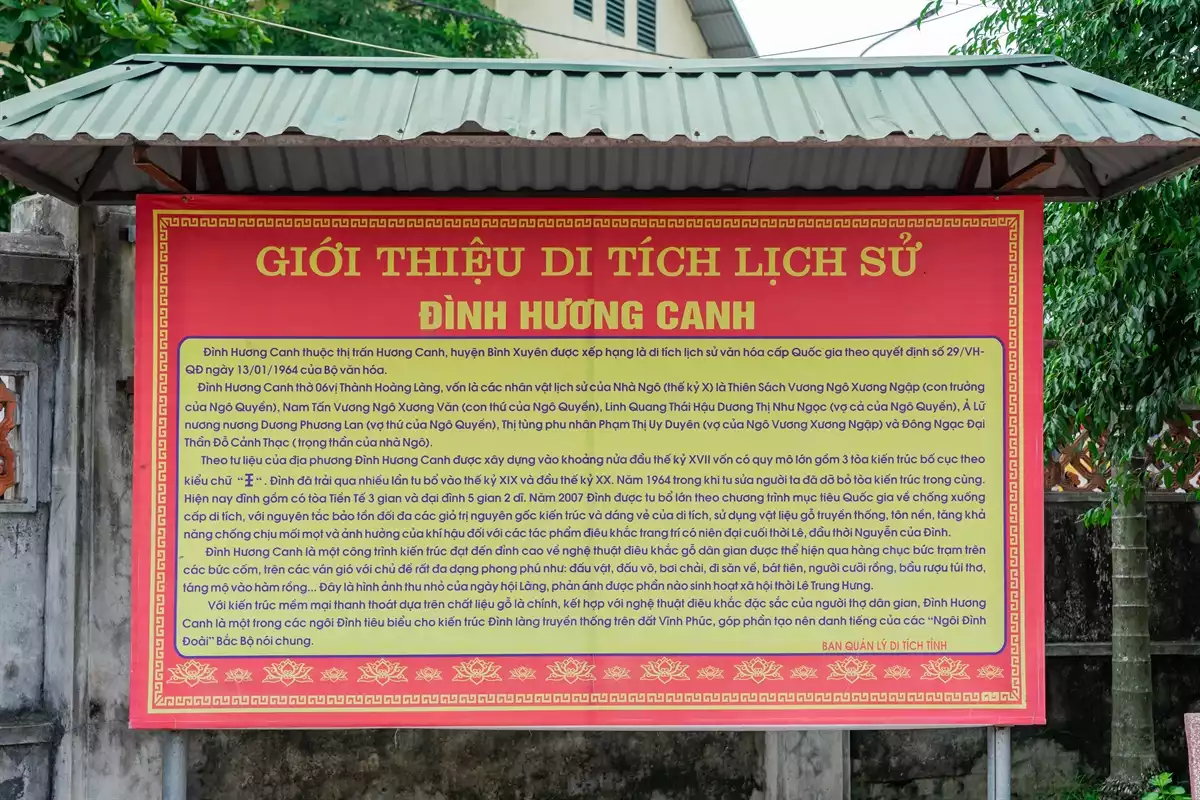 GIỚI THIỆU DI TÍCH LỊCH SỬ
ĐÌNH HƯƠNG CANH
Đình Hương Canh thuộc thị trấn Hương Canh, huyện Bình Xuyên được xếp hạng là di tích lịch sử văn hóa cấp Quốc gia theo quyết định số 29/VH-
QĐ ngày 13/01/1964 của Bộ văn hóa.
Đình Hương Canh thờ 06vị Thành Hoàng Làng, vốn là các nhân vật lịch sử của Nhà Ngô (thế kỷ X) là Thiên Sách Vương Ngô Xương Ngập (con trưởng
của Ngô Quyền), Nam Tấn Vương Ngô Xương Văn (con thứ của Ngô Quyền), Linh Quang Thái Hậu Dương Thị Như Ngọc (vợ cả của Ngô Quyền), Ả Lữ
nương nương Dương Phương Lan (vợ thứ của Ngô Quyền), Thị tùng phu nhân Phạm Thị Uy Duyên (vợ của Ngô Vương Xương Ngập) và Đông Ngạc Đại
Thần Đỗ Cảnh Thạc (trọng thần của nhà Ngô).
Theo tư liệu của địa phương Đình Hương Canh được xây dựng vào khoảng nửa đầu thế kỷ XVII vốn có quy mô lớn gồm 3 tòa kiến trúc bố cục theo
kiểu chữ "王". Đình đã trải qua nhiều lần tu bổ vào thế kỷ XIX và đầu thế kỷ XX. Năm 1964 trong khi tu sửa người ta đã dỡ bỏ tòa kiến trúc trong cùng.
Hiện nay đình gồm có tòa Tiền Tế 3 gian và đại đình 5 gian 2 dĩ. Năm 2007 Đình được tu bổ lớn theo chương trình mục tiêu Quốc gia về chống xuống
cấp di tích, với nguyên tắc bảo tồn đối đa các giá trị nguyên gốc kiến trúc và dáng vẻ của di tích, sử dụng vật liệu gỗ truyền thống, tôn nền, tăng khả
năng chống chịu mối mọt và ảnh hưởng của khí hậu đối với các tác phẩm điêu khắc trang trí có niên đại cuối thời Lê, đầu thời Nguyễn của Đình.
Đình Hương Canh là một công trình kiến trúc đạt đến đỉnh cao về nghệ thuật điêu khắc gỗ dân gian được thể hiện qua hàng chục bức trạm trên
các bức cốm, trên các ván gió với chủ đề rất đa dạng phong phú như: đấu vật, đấu võ, bơi chải, đi săn về, bát tiên, người cưỡi rồng, bầu rượu túi thơ,
táng mộ vào hàm rồng... Đây là hình ảnh thu nhỏ của ngày hội Làng, phản ánh được phần nào sinh hoạt xã hội thời Lê Trung Hưng.
Với kiến trúc mềm mại thanh thoát dựa trên chất liệu gỗ là chính, kết hợp với nghệ thuật điêu khắc đặc sắc của người thợ dân gian, Đình Hương
Canh là một trong các ngôi Đình tiêu biểu cho kiến trúc Đình làng truyền thống trên đất Vĩnh Phúc, góp phần tạo nên danh tiếng của các "Ngôi Đình
Đoài" Bắc Bộ nói chung.
BAN QUẢN LÝ DI TÍCH TỈNH